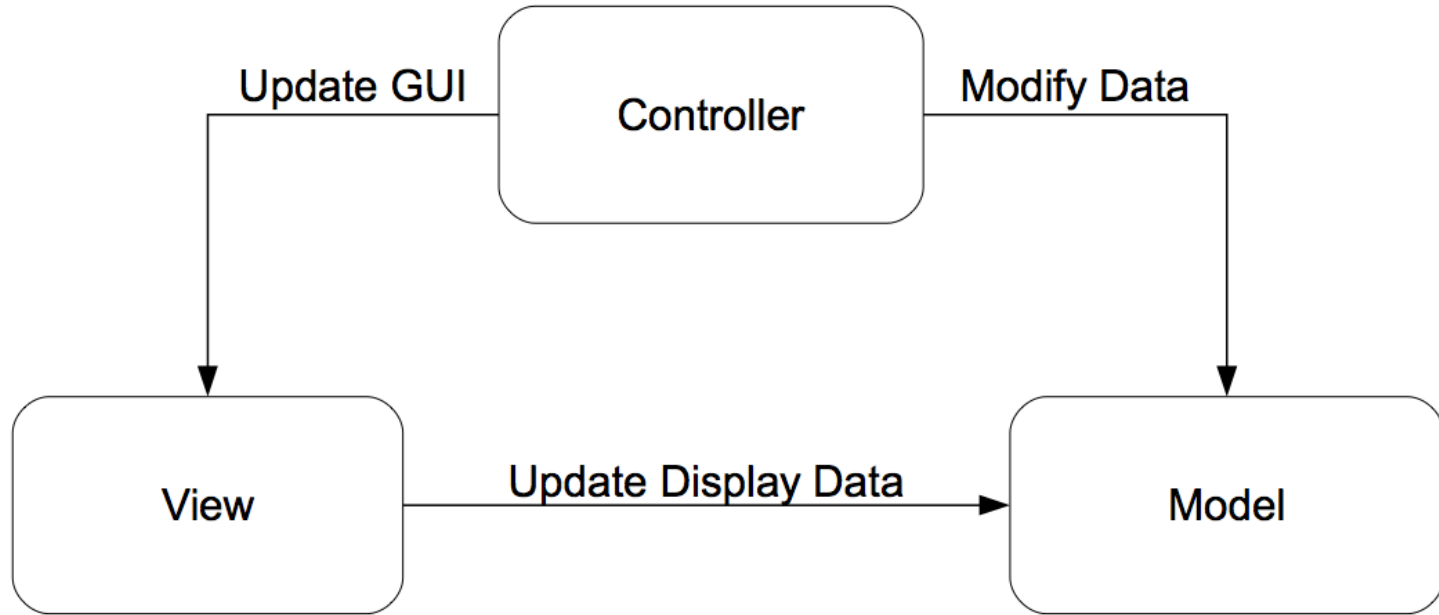 Update GUI
Controller
Modify Data
View
Update Display Data
Model